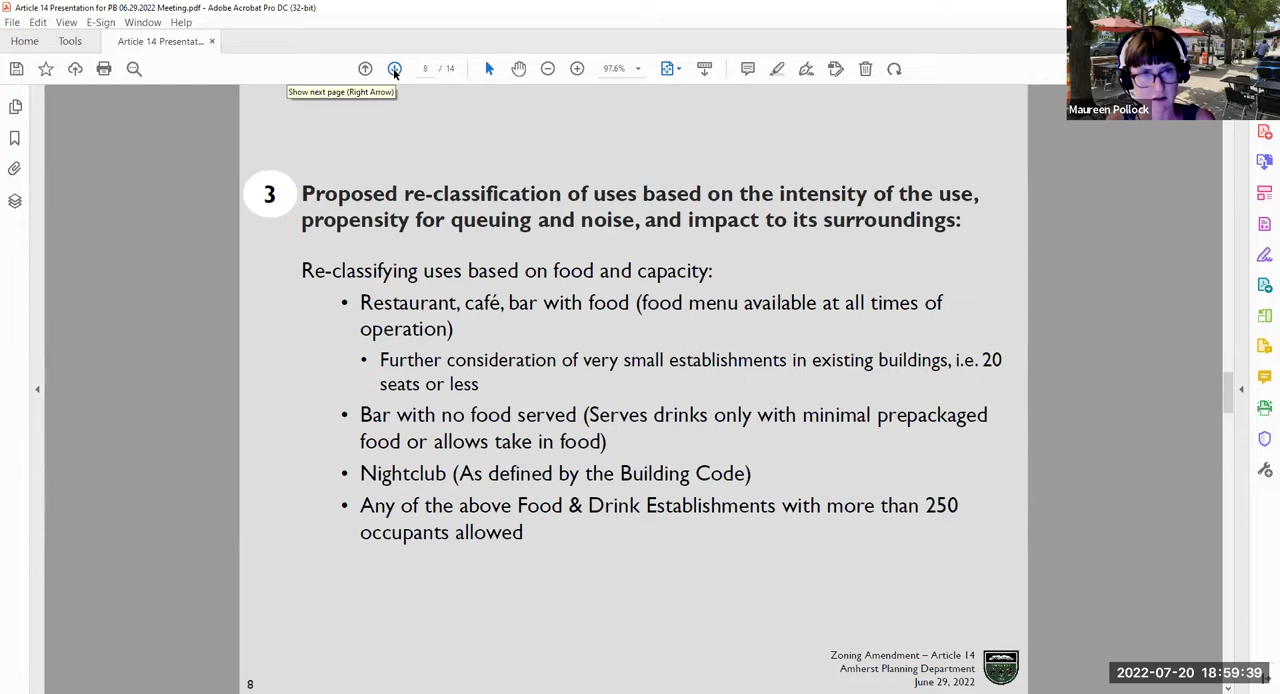 Article 14 Presentation for PB 06.29.2022 Meeting.pdf - Adobe Acrobat Pro DC (32-bit)
File Edit View E-Sign Window Help
Home Tools Article 14 Presentat... ×
8 / 14 97.6%
Show next page (Right Arrow)
Maureen Pollock
3 Proposed re-classification of uses based on the intensity of the use,
propensity for queuing and noise, and impact to its surroundings:
Re-classifying uses based on food and capacity:
• Restaurant, café, bar with food (food menu available at all times of
operation)
• Further consideration of very small establishments in existing buildings, i.e. 20
seats or less
• Bar with no food served (Serves drinks only with minimal prepackaged
food or allows take in food)
• Nightclub (As defined by the Building Code)
• Any of the above Food & Drink Establishments with more than 250
occupants allowed
Zoning Amendment – Article 14
Amherst Planning Department
June 29, 2022
8
2022-07-20 18:59:39